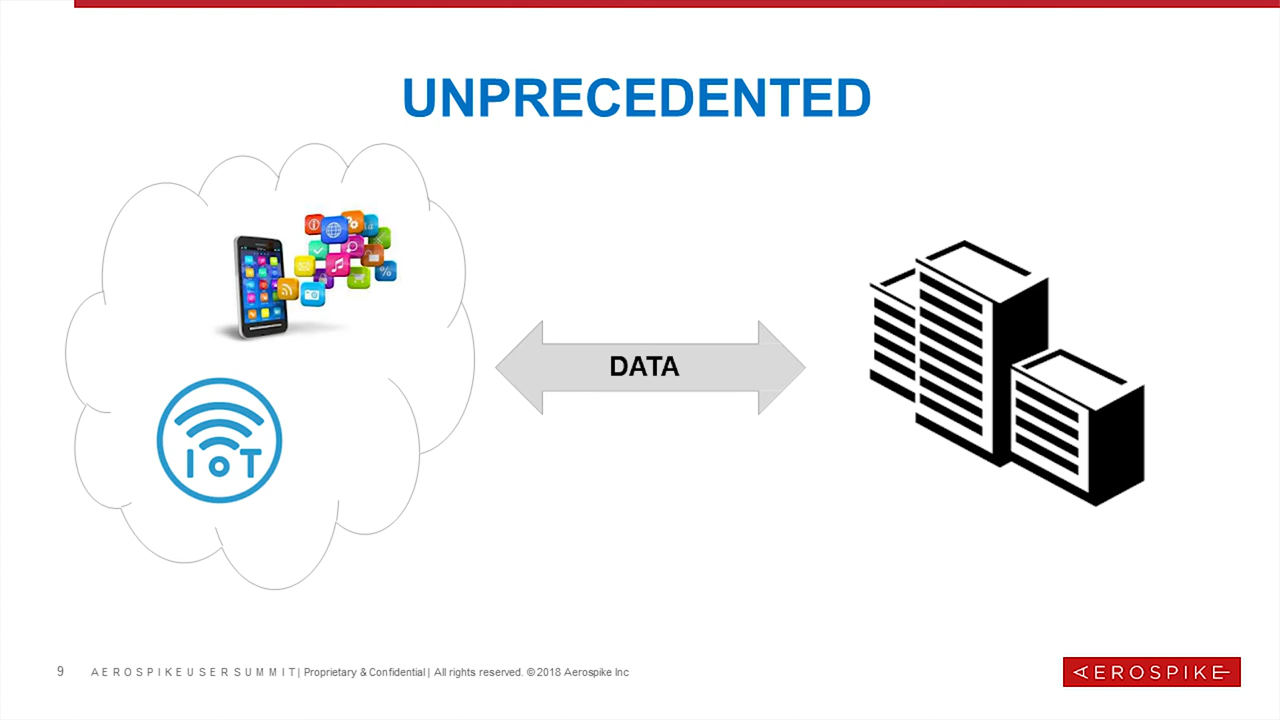 UNPRECEDENTED
DATA
IoT
9 AEROSPIKE USER SUMMIT | Proprietary & Confidential | All rights reserved. © 2018 Aerospike Inc
AEROSPIKE